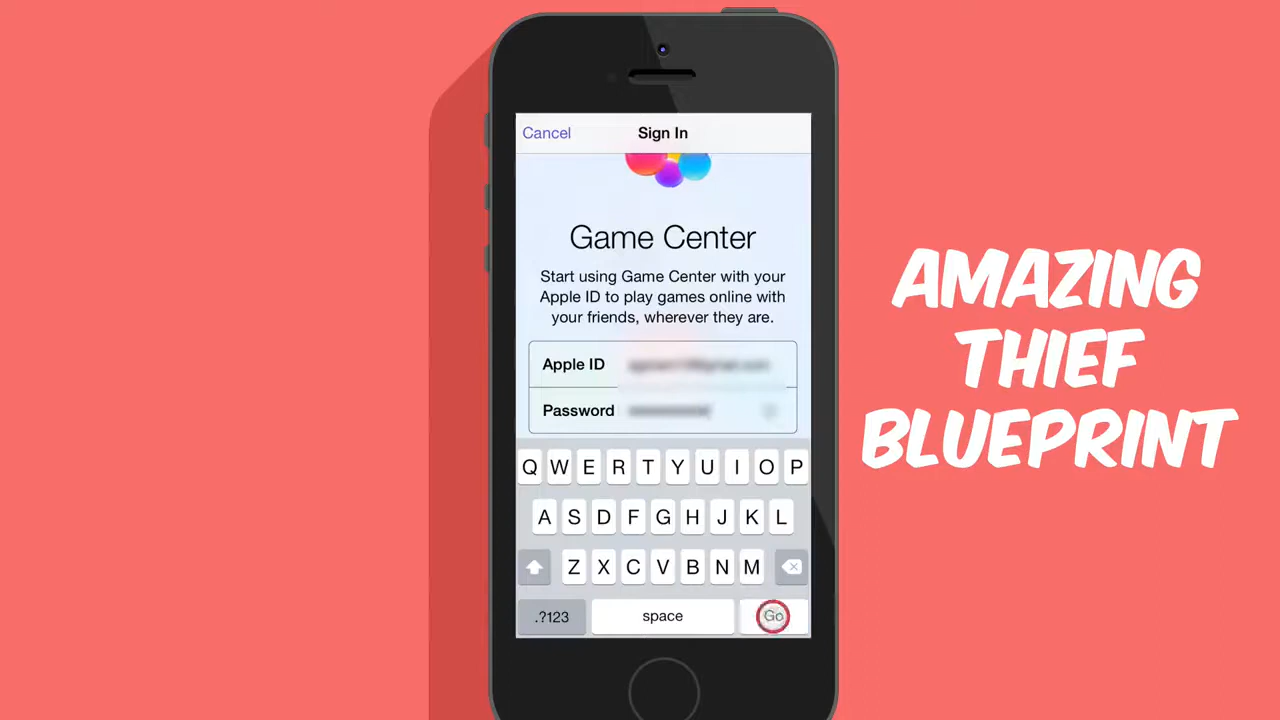 Cancel Sign In
Game Center
Start using Game Center with your
Apple ID to play games online with
your friends, wherever they are.
Apple ID
Password
Q W E R T Y U I O P
A S D F G H J K L
Z X C V B N M
.?123 space Go
AMAZING
THIEF
BLUEPRINT